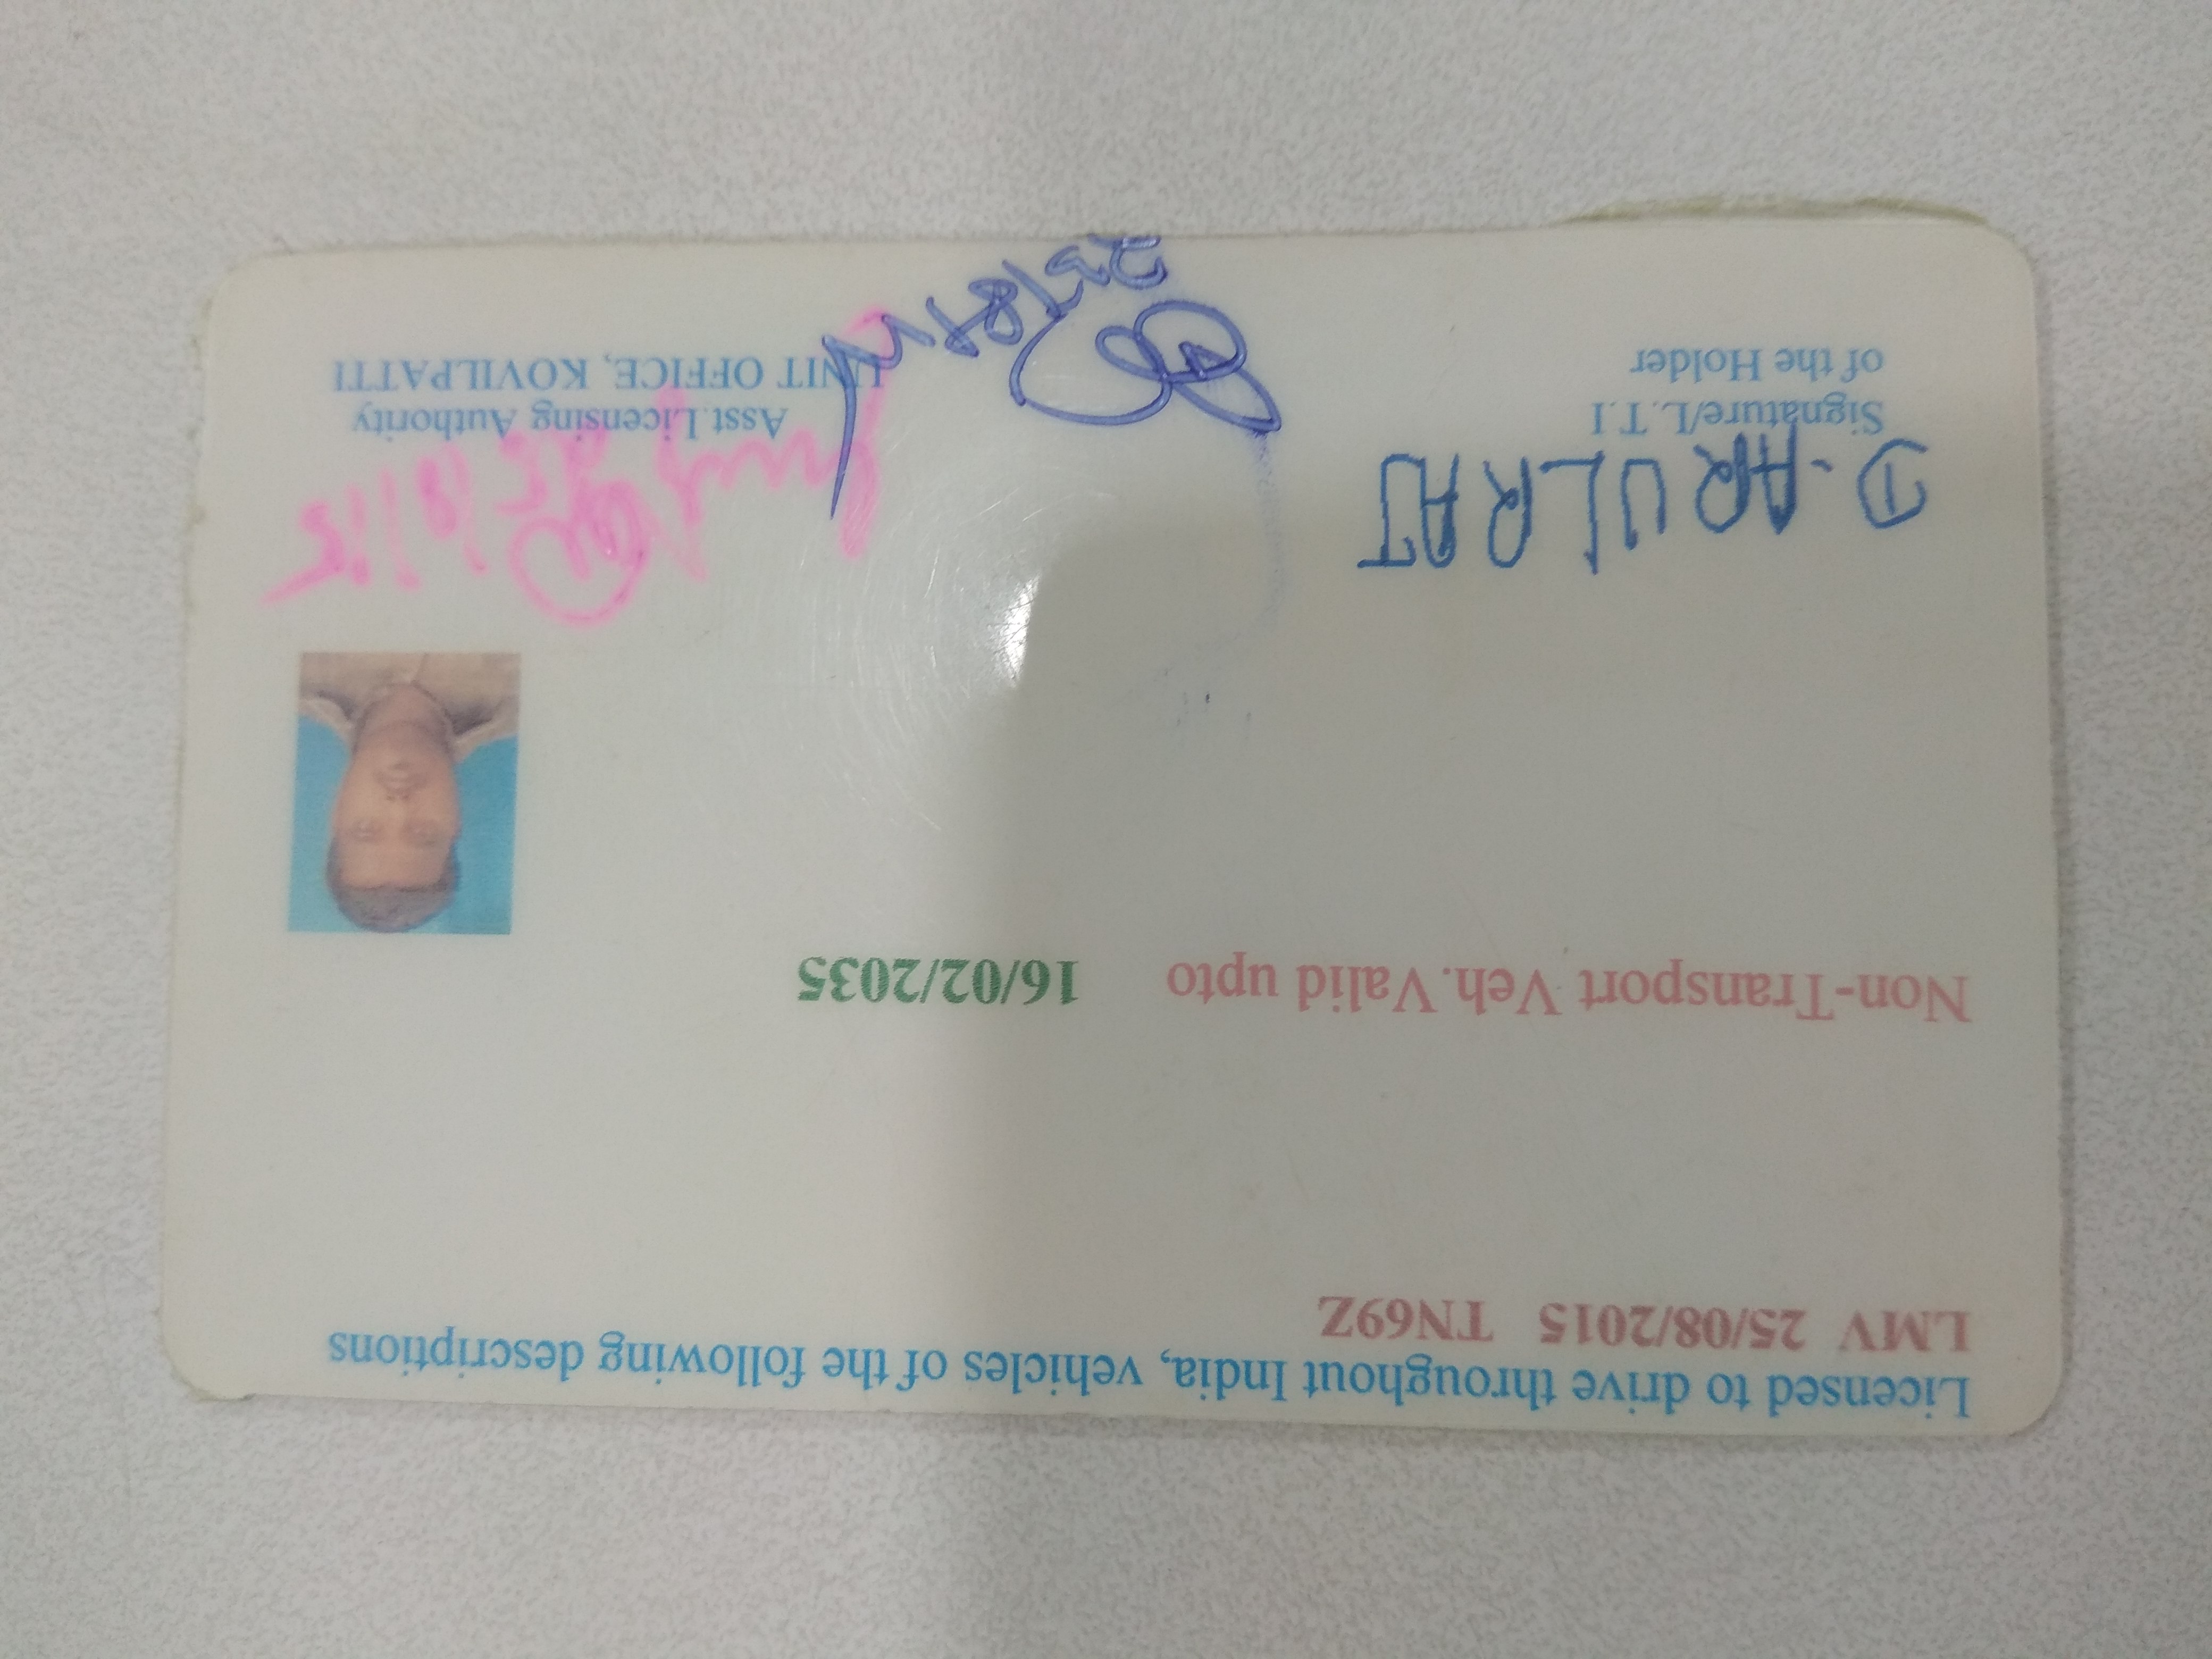 Licensed to drive throughout India, vehicles of the following descriptions
LMV 25/08/2015 TN69Z
Non-Transport Veh.Valid upto 16/02/2035
D-ARULRAJ
Signature/L.T.I
of the Holder
Asst.Licensing Authority
UNIT OFFICE, KOVILPATTI